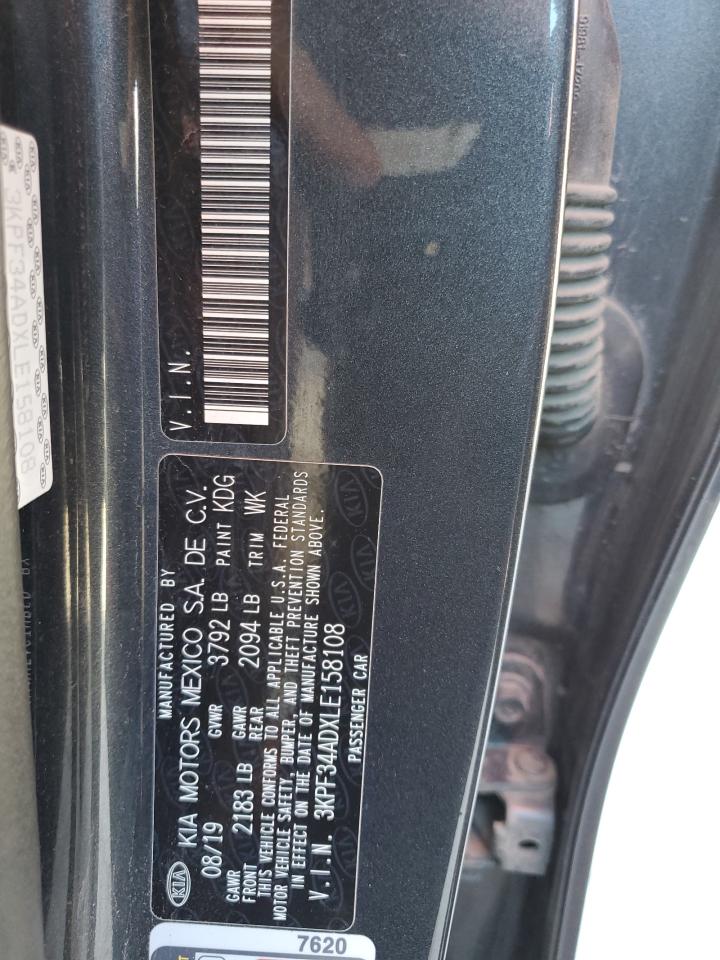 3KPF34ADXLE158108
V.I.N.
MANUFACTURED BY
KIA KIA MOTORS MEXICO S.A. DE C.V.
08/19 GVWR 3792 LB PAINT KDG
GAWR FRONT 2183 LB GAWR REAR 2094 LB TRIM WK
THIS VEHICLE CONFORMS TO ALL APPLICABLE U.S.A. FEDERAL
MOTOR VEHICLE SAFETY, BUMPER, AND THEFT PREVENTION STANDARDS
IN EFFECT ON THE DATE OF MANUFACTURE SHOWN ABOVE.
V.I.N. 3KPF34ADXLE158108
PASSENGER CAR
7620